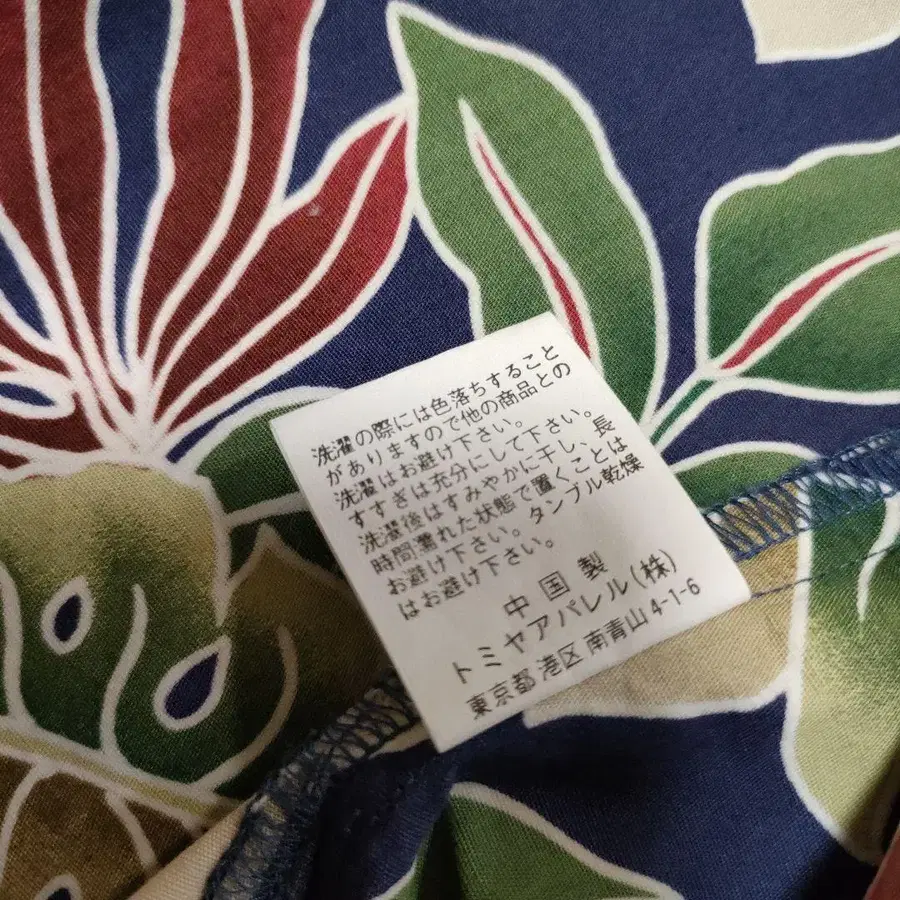 洗濯の際には色落ちすること
がありますので他の商品との
洗濯はお避け下さい。
すすぎは充分にして下さい。
洗濯後はすみやかに干し、長
時間濡れた状態で置くことは
お避け下さい。タンブル乾燥
はお避け下さい。
中国製
トミヤアパレル(株)
東京都港区南青山4-1-6